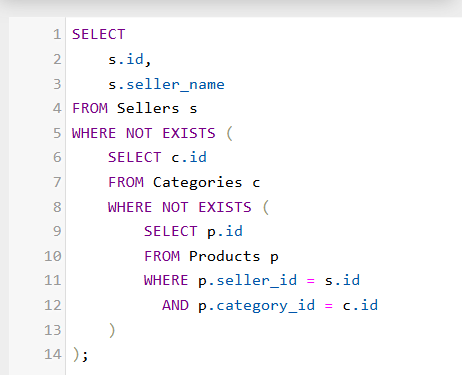 1 SELECT
2     s.id,
3     s.seller_name
4 FROM Sellers s
5 WHERE NOT EXISTS (
6     SELECT c.id
7     FROM Categories c
8     WHERE NOT EXISTS (
9         SELECT p.id
10         FROM Products p
11         WHERE p.seller_id = s.id
12           AND p.category_id = c.id
13     )
14 );